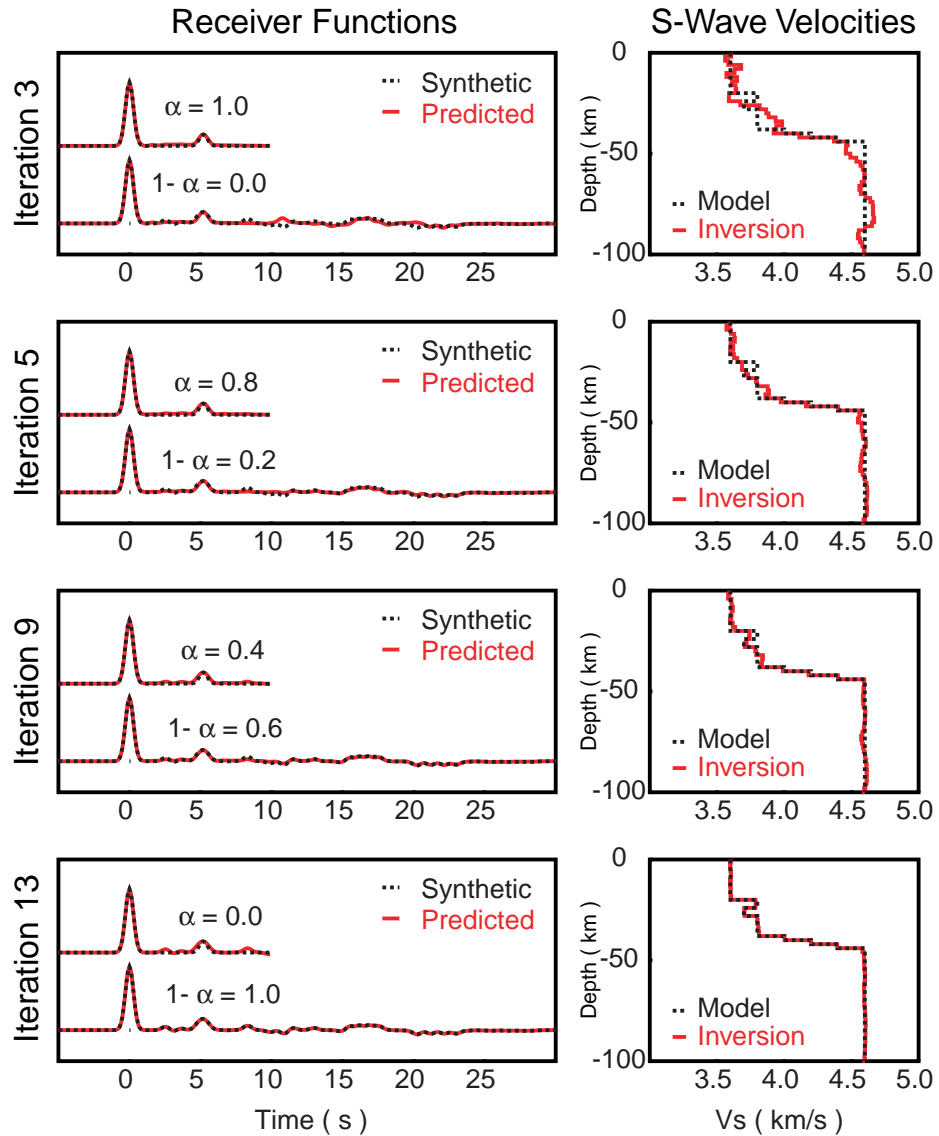 Receiver Functions
S-Wave Velocities
Iteration 3
Synthetic
Predicted
α = 1.0
1- α = 0.0
0 5 10 15 20 25
0
-50
-100
Depth ( km )
Model
Inversion
3.5 4.0 4.5 5.0
Iteration 5
Synthetic
Predicted
α = 0.8
1- α = 0.2
0 5 10 15 20 25
0
-50
-100
Depth ( km )
Model
Inversion
3.5 4.0 4.5 5.0
Iteration 9
Synthetic
Predicted
α = 0.4
1- α = 0.6
0 5 10 15 20 25
0
-50
-100
Depth ( km )
Model
Inversion
3.5 4.0 4.5 5.0
Iteration 13
Synthetic
Predicted
α = 0.0
1- α = 1.0
0 5 10 15 20 25
Time ( s )
0
-50
-100
Depth ( km )
Model
Inversion
3.5 4.0 4.5 5.0
Vs ( km/s )